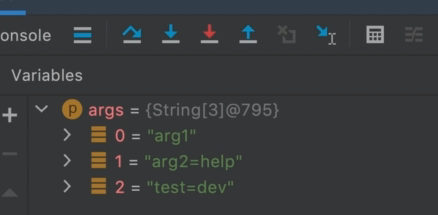 onsole
Variables
p args = {String[3]@795}
0 = "arg1"
1 = "arg2=help"
2 = "test=dev"